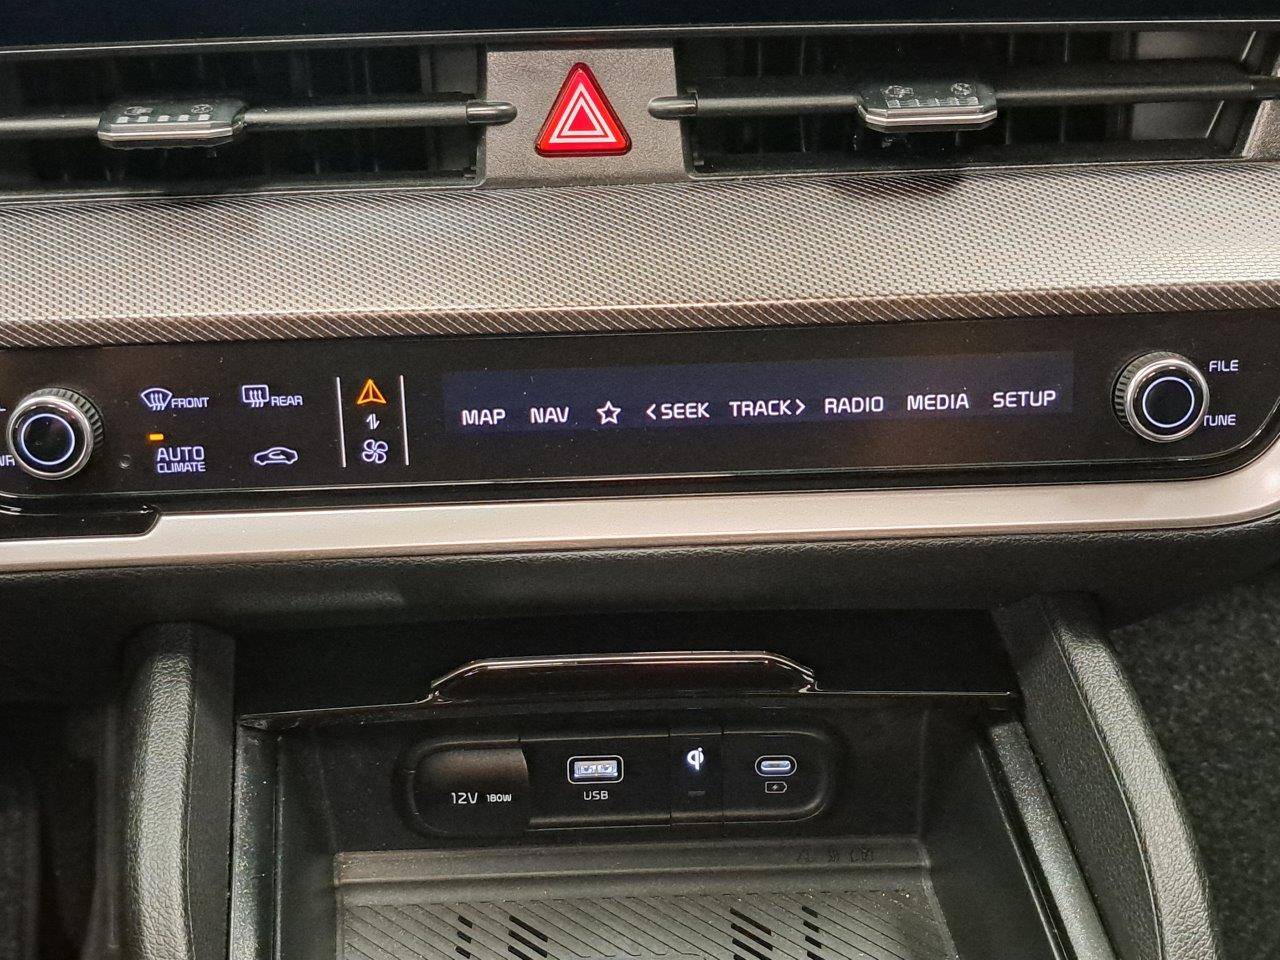 FRONT
REAR
AUTO
CLIMATE
MAP NAV <SEEK TRACK> RADIO MEDIA SETUP
FILE
TUNE
12V 180W
USB